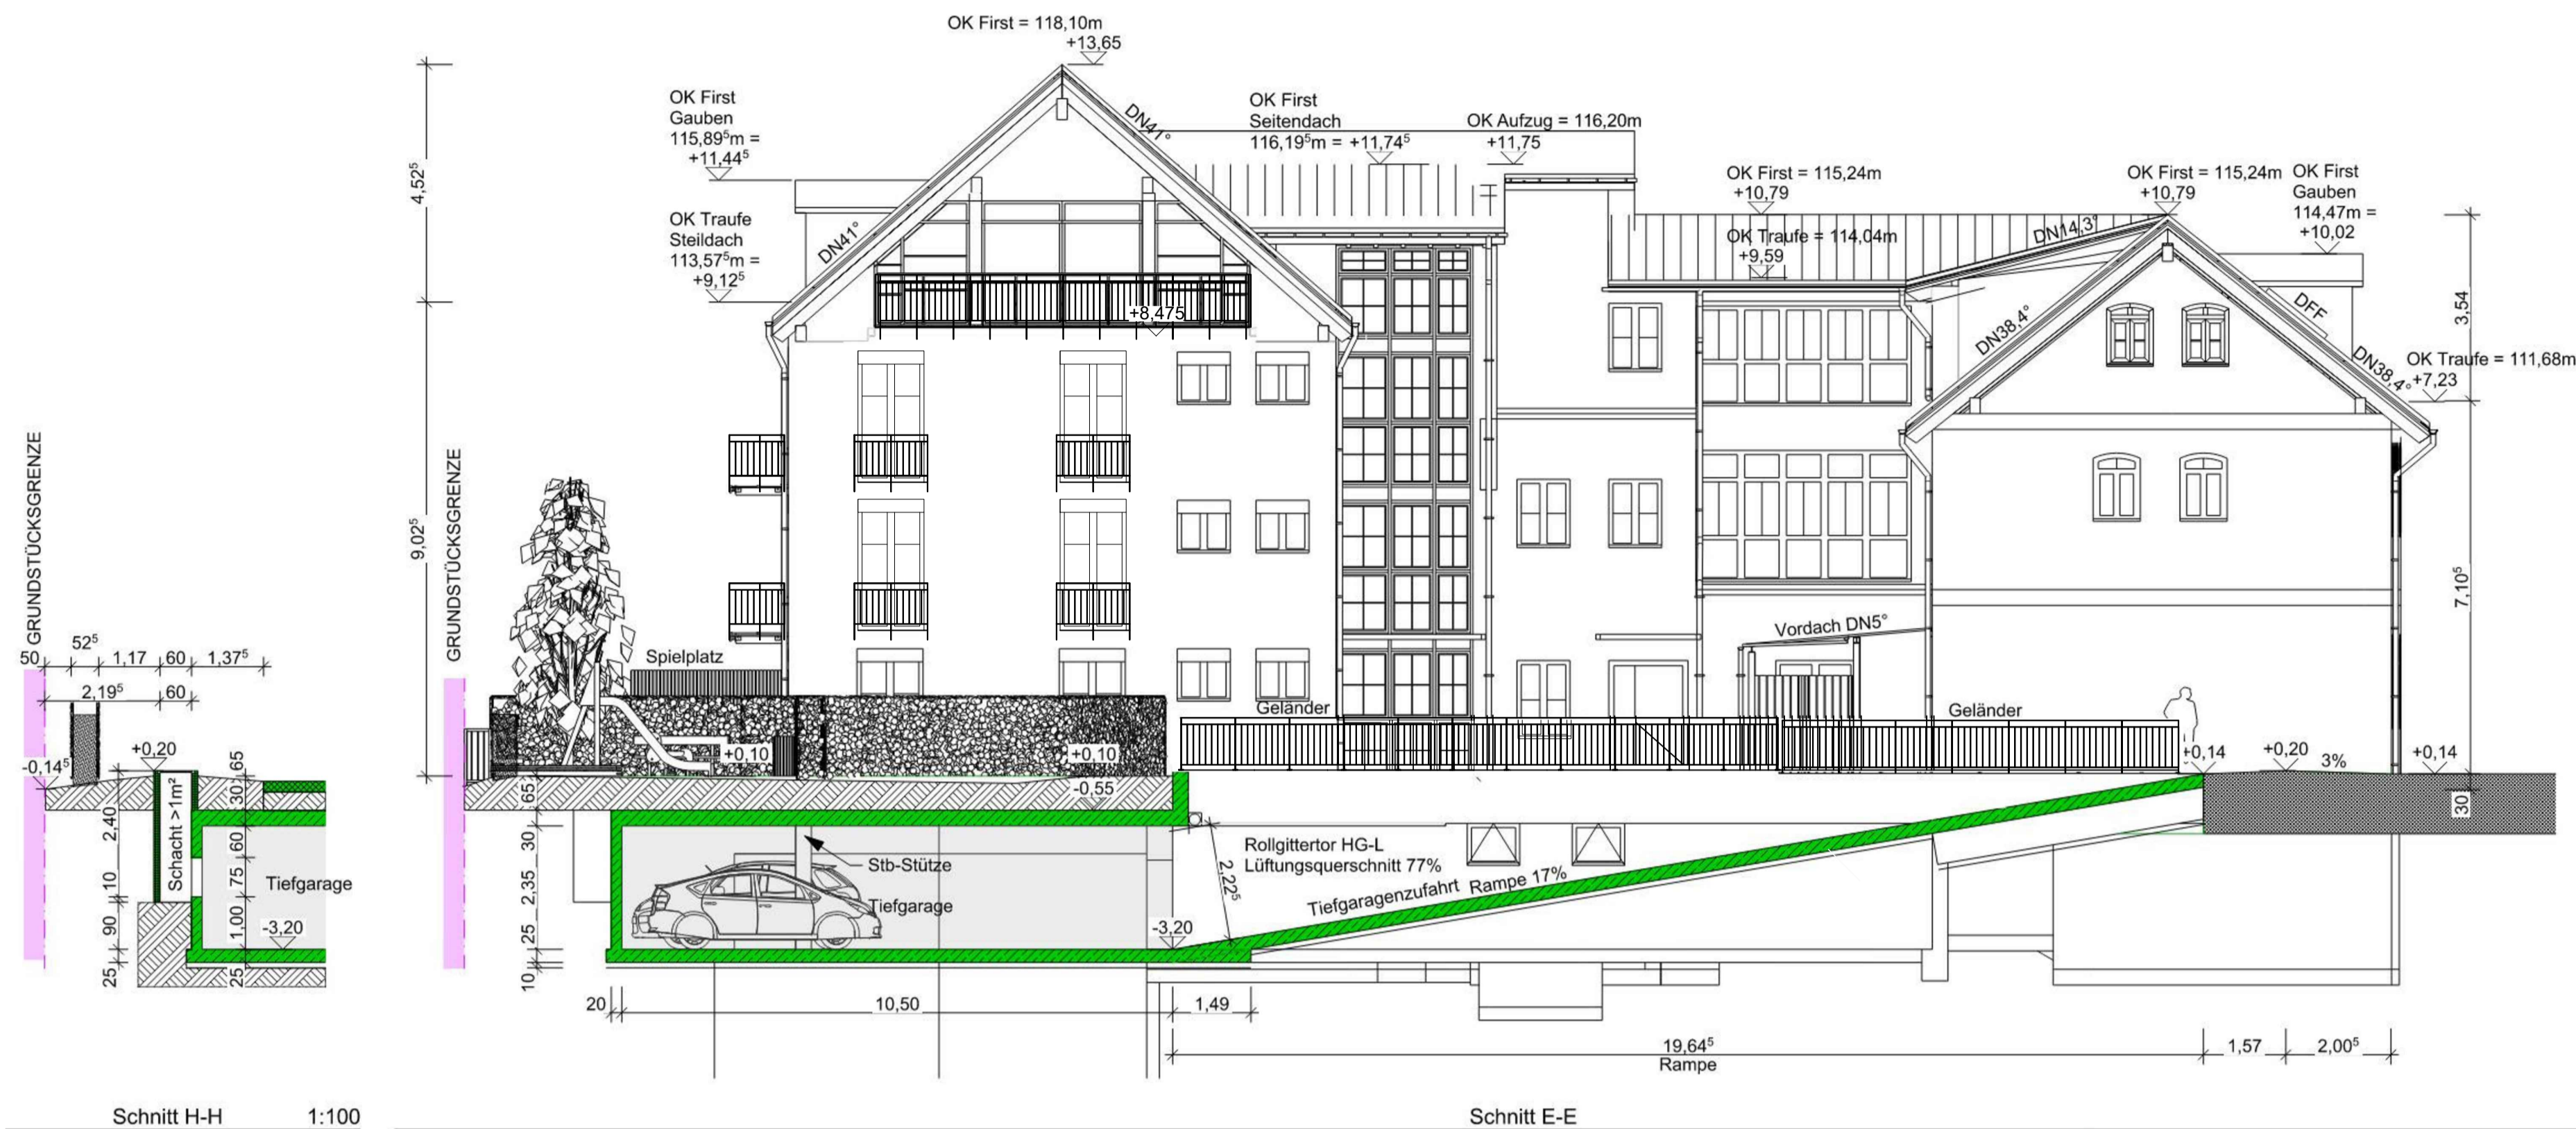 OK First = 118,10m
+13,65
OK First
Gauben
115,89⁵m =
+11,44⁵
OK Traufe
Steildach
113,57⁵m =
+9,12⁵
4,52⁵
9,02⁵
DN41°
DN41°
+8,475
OK First
Seitendach
116,19⁵m = +11,74⁵
OK Aufzug = 116,20m
+11,75
OK First = 115,24m
+10,79
OK Traufe = 114,04m
+9,59
OK First = 115,24m
+10,79
OK First
Gauben
114,47m =
+10,02
DN14,3°
DN38,4°
DFF
DN38,4°
OK Traufe = 111,68m
+7,23
3,54
7,10⁵
30
GRUNDSTÜCKSGRENZE
GRUNDSTÜCKSGRENZE
50
52⁵
1,17
60
1,37⁵
2,19⁵
60
-0,14⁵
+0,20
2,40
10
90
25
Schacht > 1m²
65
30
60
75
1,00
25
Tiefgarage
-3,20
Spielplatz
+0,10
+0,10
-0,55
65
30
2,35
25
10
Stb-Stütze
Tiefgarage
-3,20
Rollgittertor HG-L
Lüftungsquerschnitt 77%
2,22⁵
Tiefgaragenzufahrt Rampe 17%
Vordach DN5°
Geländer
Geländer
+0,14
+0,20
3%
+0,14
20
10,50
1,49
19,64⁵
Rampe
1,57
2,00⁵
Schnitt H-H
1:100
Schnitt E-E